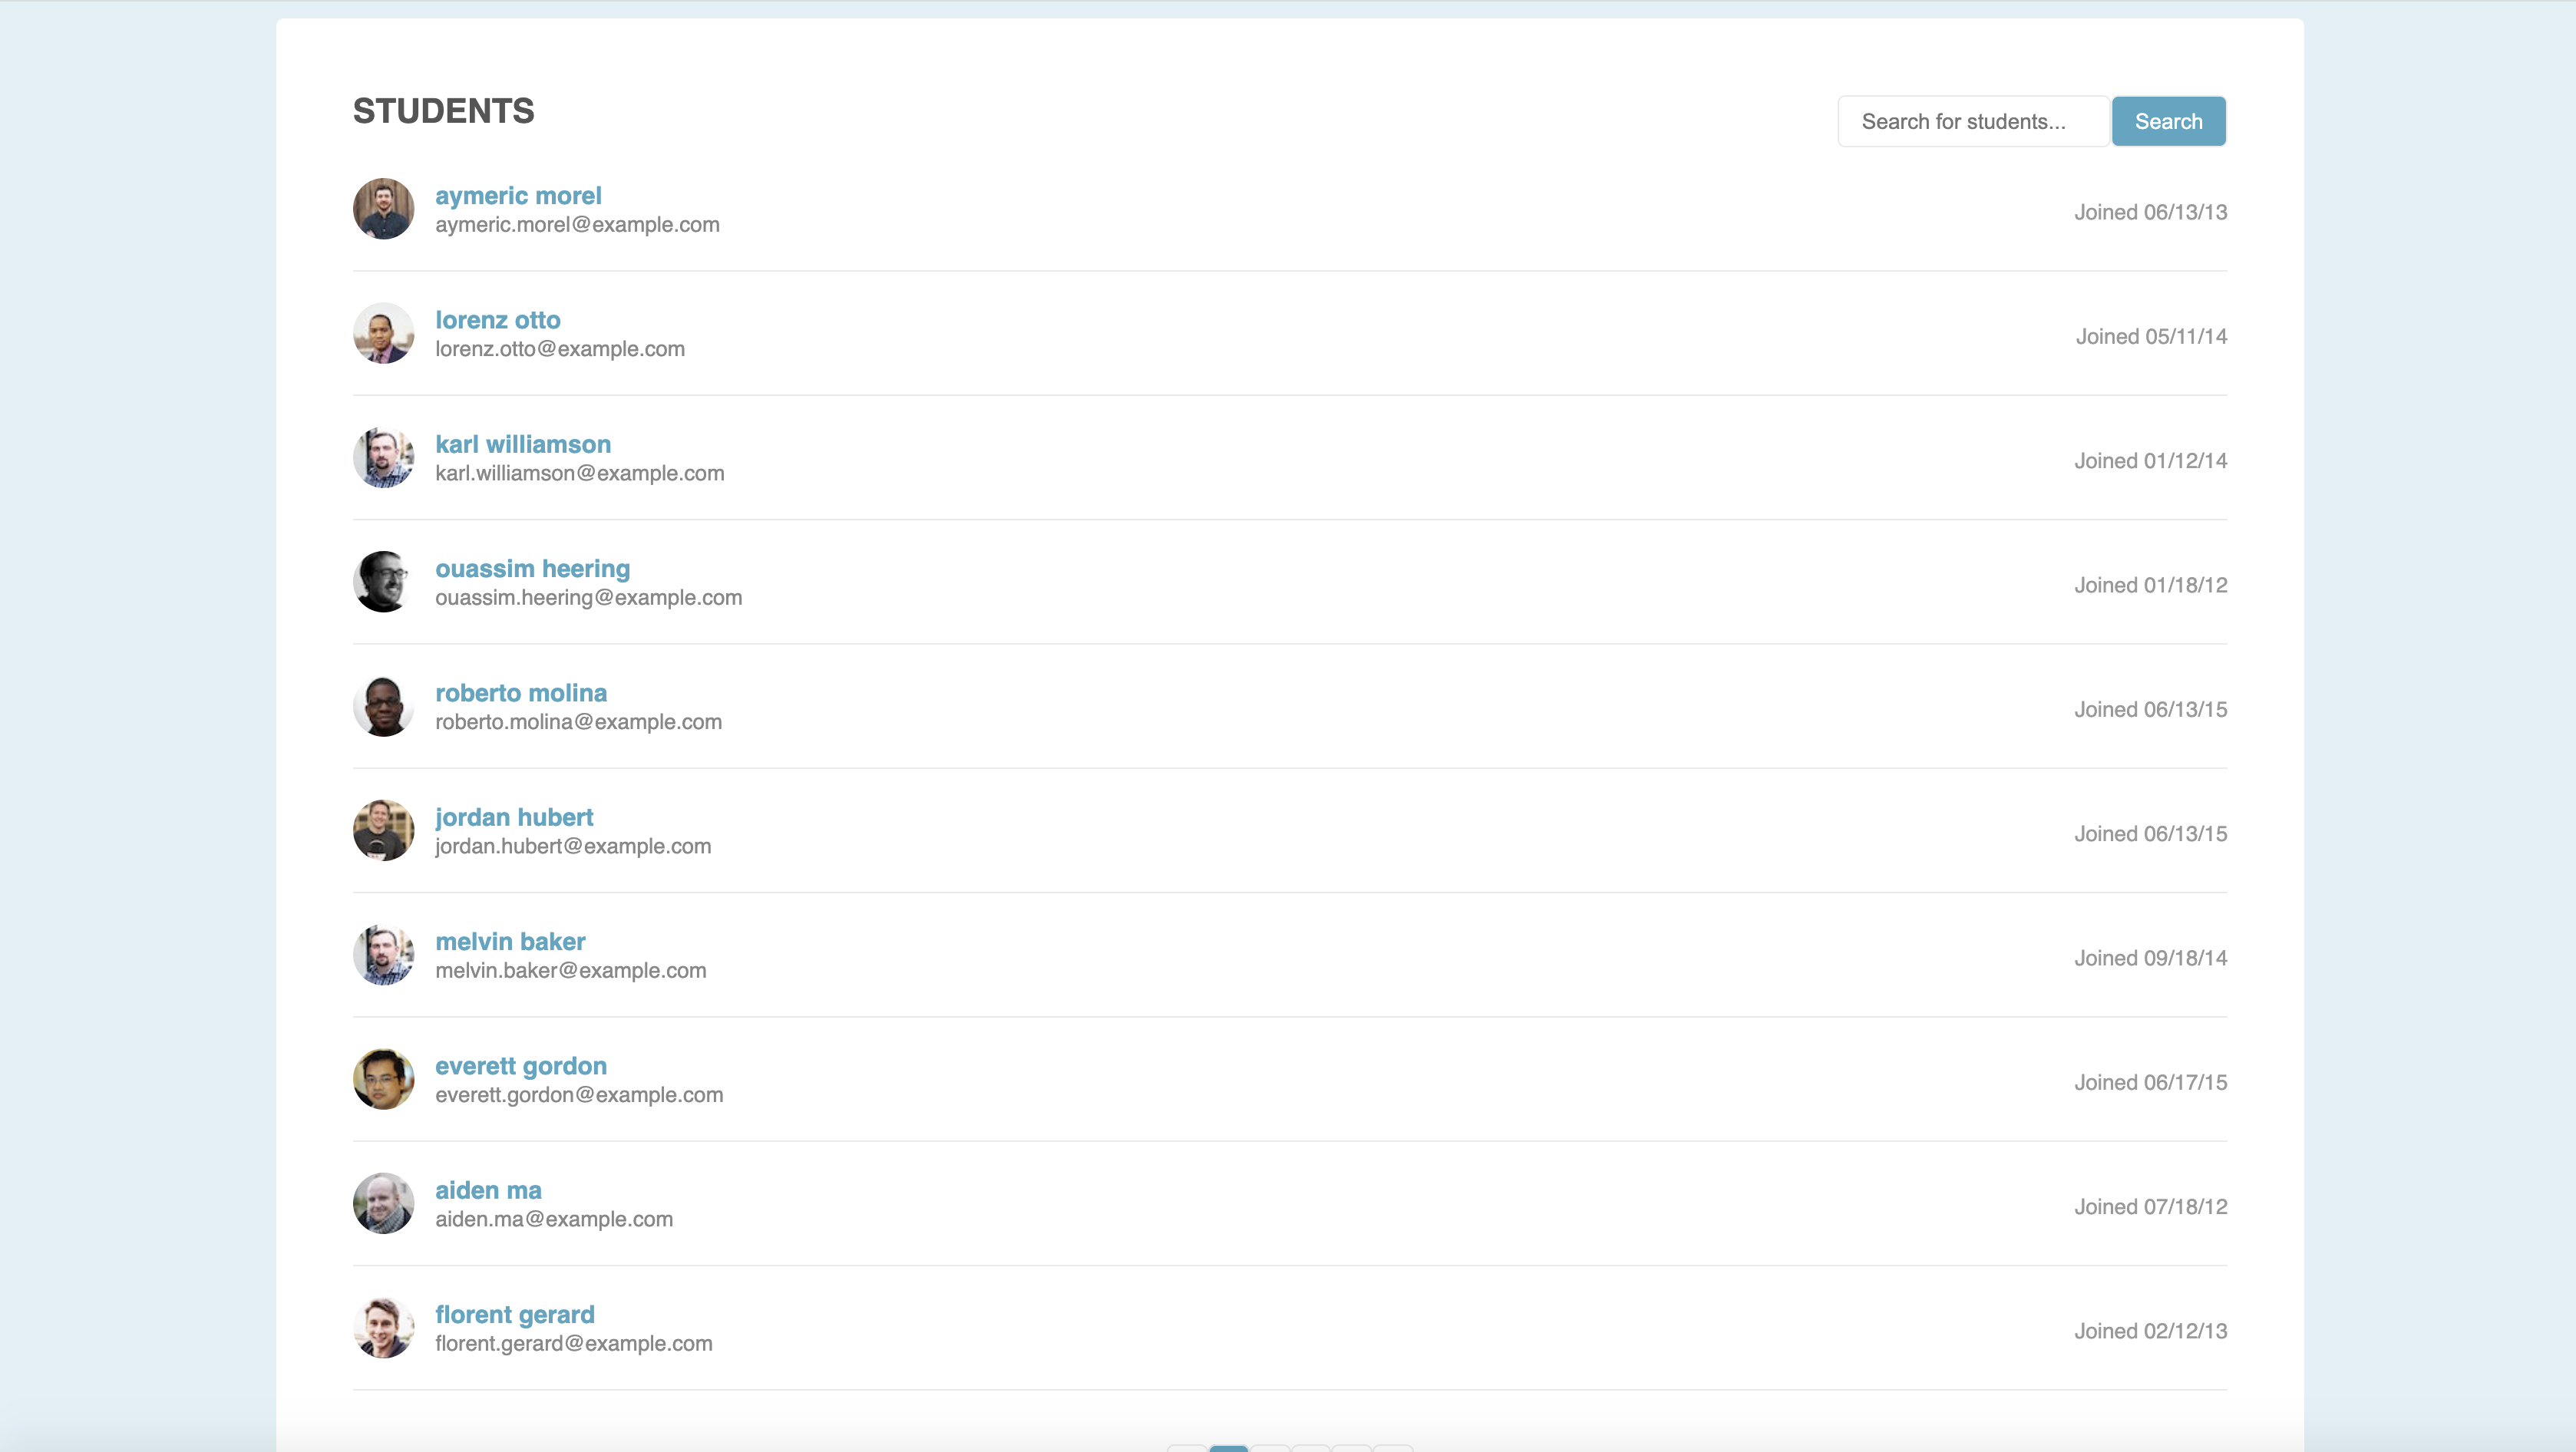 STUDENTS
Search for students...
Search
aymeric morel
aymeric.morel@example.com
Joined 06/13/13
lorenz otto
lorenz.otto@example.com
Joined 05/11/14
karl williamson
karl.williamson@example.com
Joined 01/12/14
ouassim heering
ouassim.heering@example.com
Joined 01/18/12
roberto molina
roberto.molina@example.com
Joined 06/13/15
jordan hubert
jordan.hubert@example.com
Joined 06/13/15
melvin baker
melvin.baker@example.com
Joined 09/18/14
everett gordon
everett.gordon@example.com
Joined 06/17/15
aiden ma
aiden.ma@example.com
Joined 07/18/12
florent gerard
florent.gerard@example.com
Joined 02/12/13